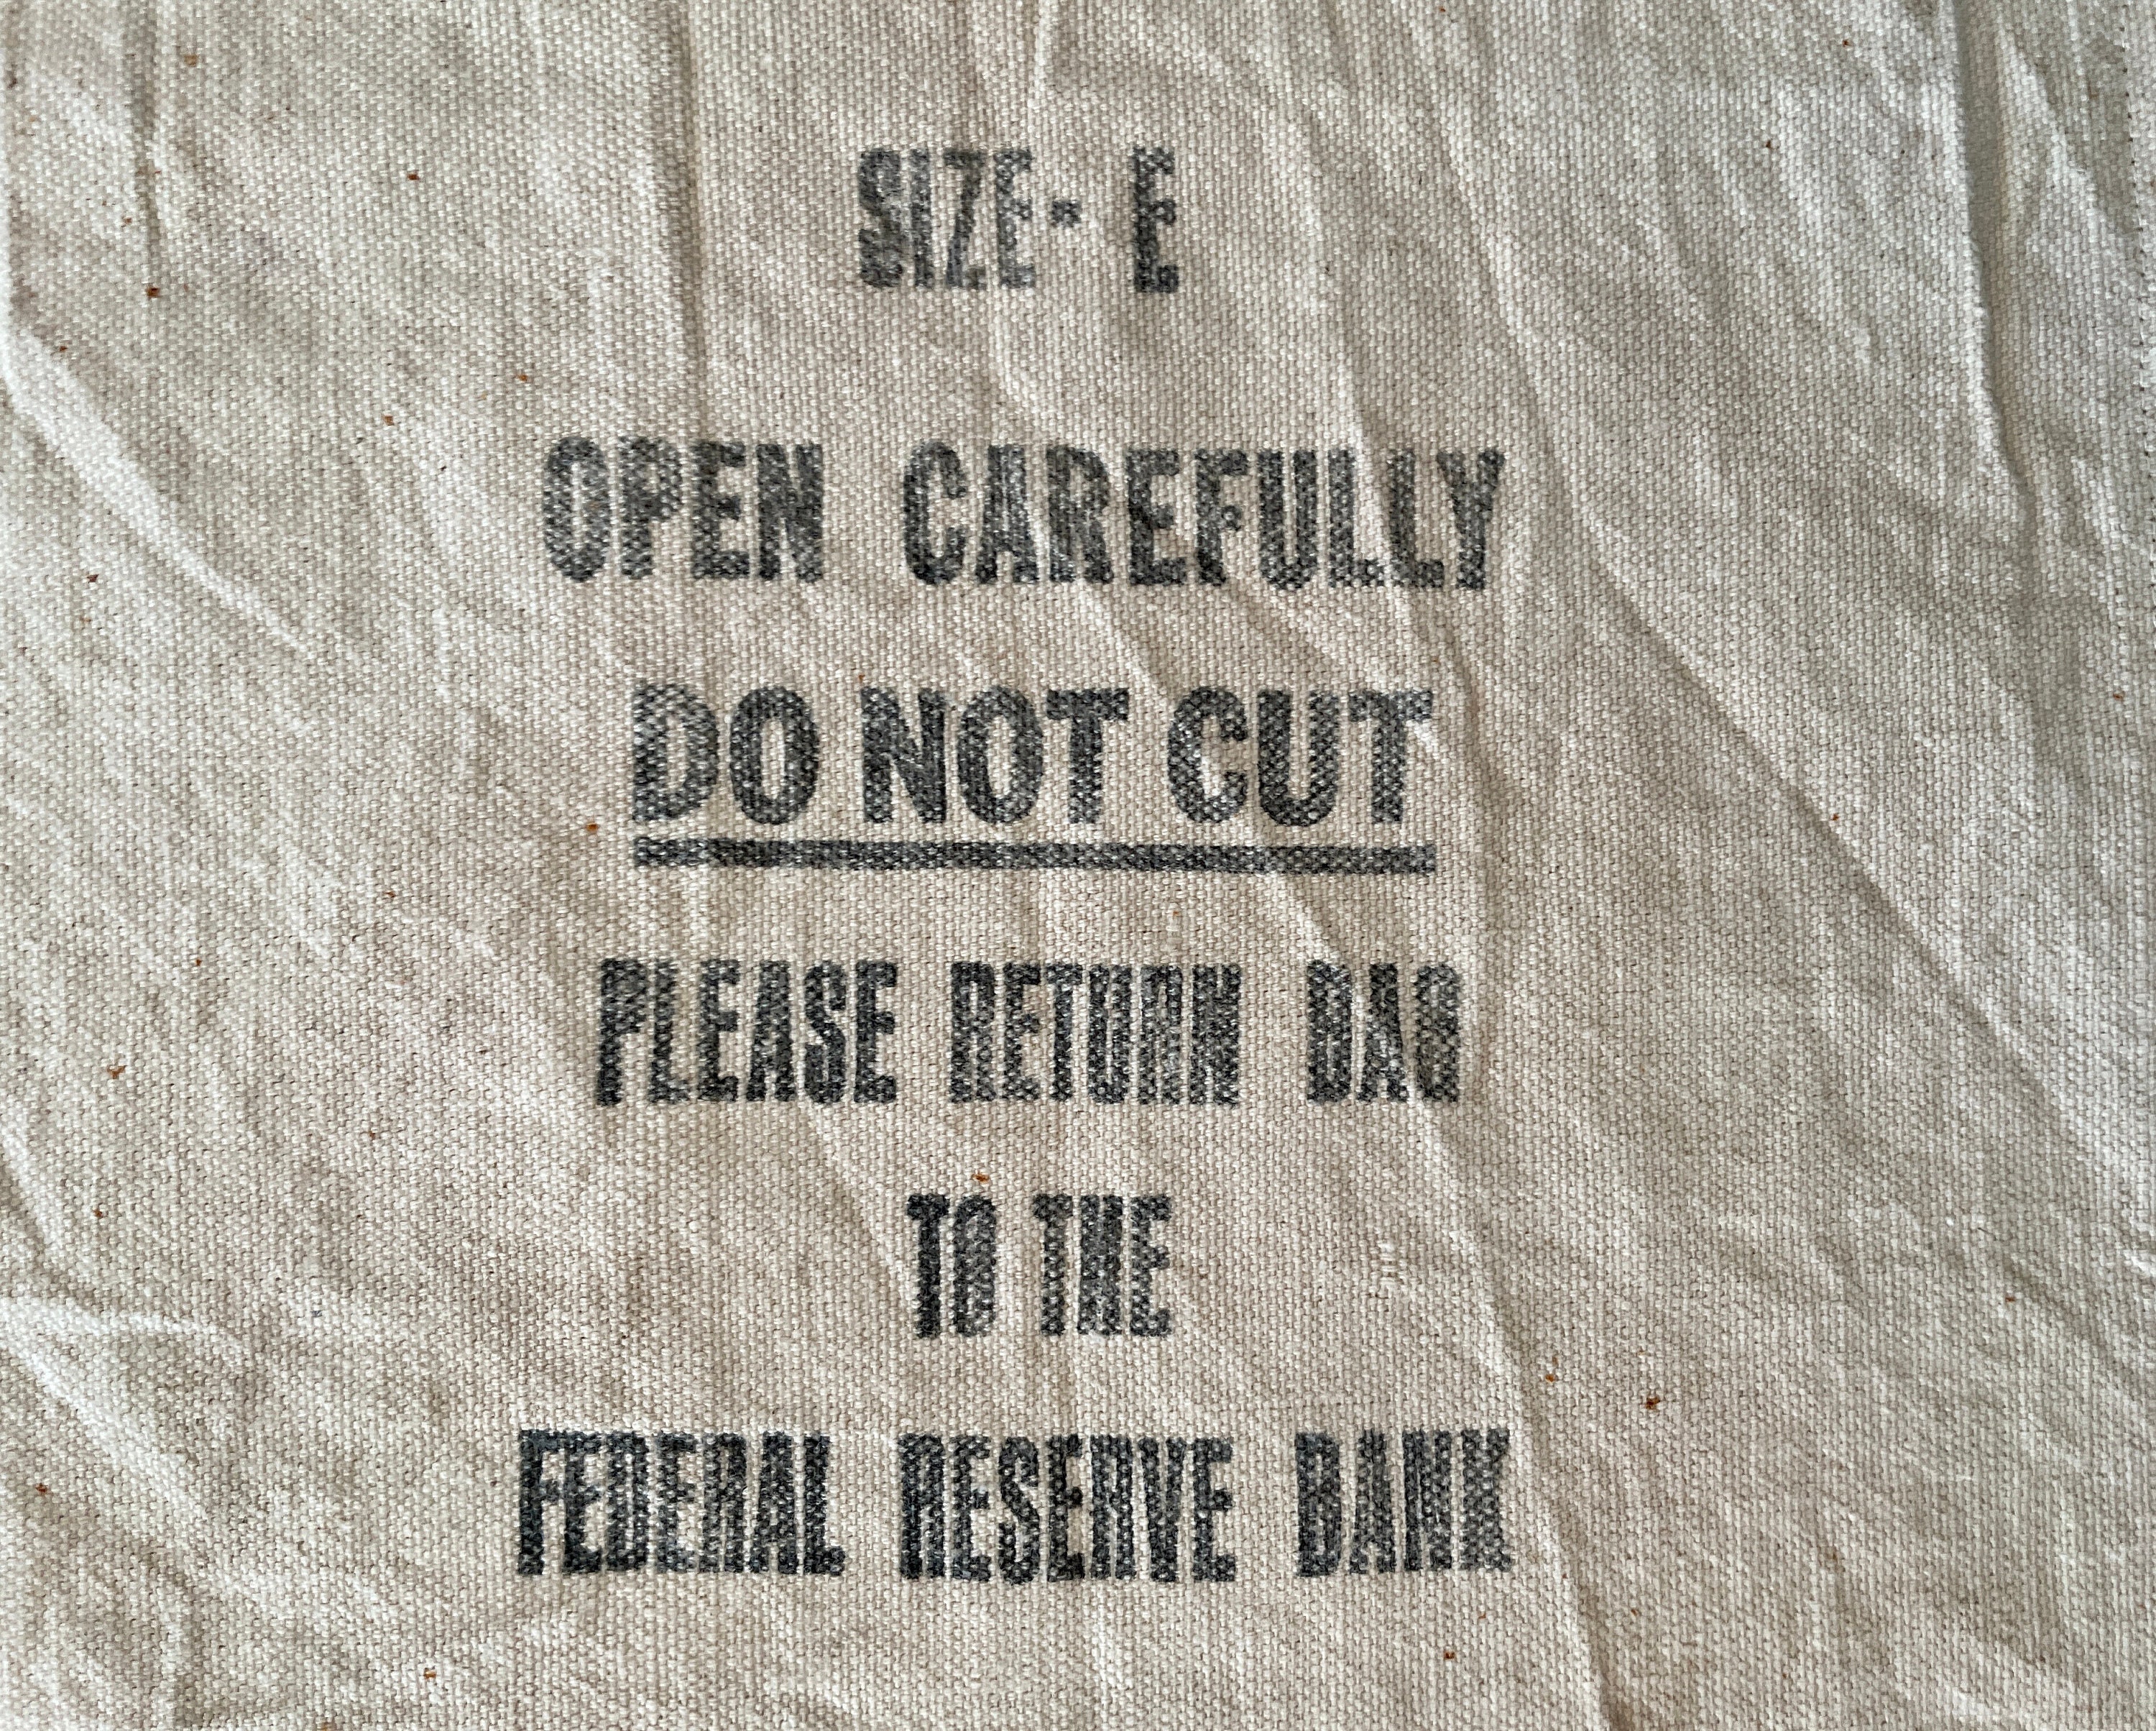 SIZE- E
OPEN CAREFULLY
DO NOT CUT
PLEASE RETURN BAG
TO THE
FEDERAL RESERVE BANK